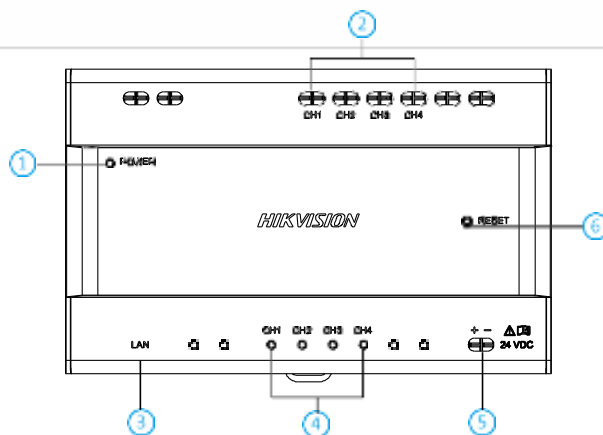 2
CH1 CH2 CH3 CH4
1
POWER
HIKVISION
RESET
6
CH1 CH2 CH3 CH4
+ -
LAN
24 VDC
3
4
5